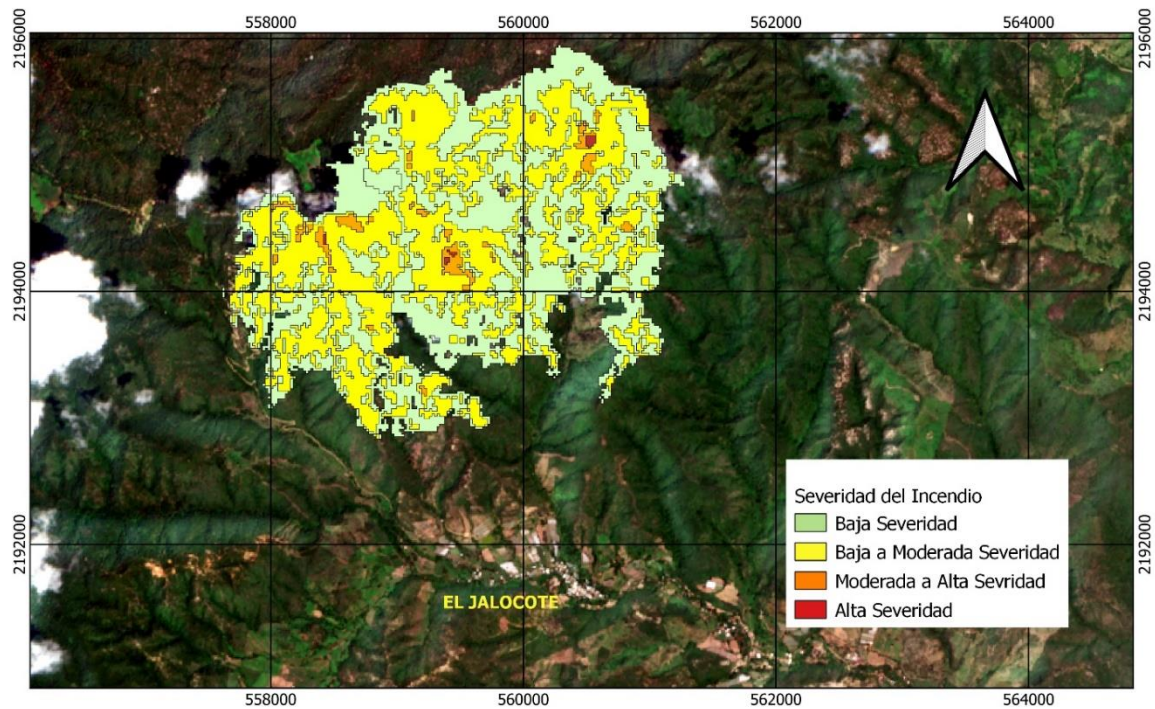 558000 560000 562000 564000
2196000 2196000
2194000 2194000
2192000 2192000
Severidad del Incendio
Baja Severidad
Baja a Moderada Severidad
Moderada a Alta Sevridad
Alta Severidad
EL JALOCOTE
558000 560000 562000 564000